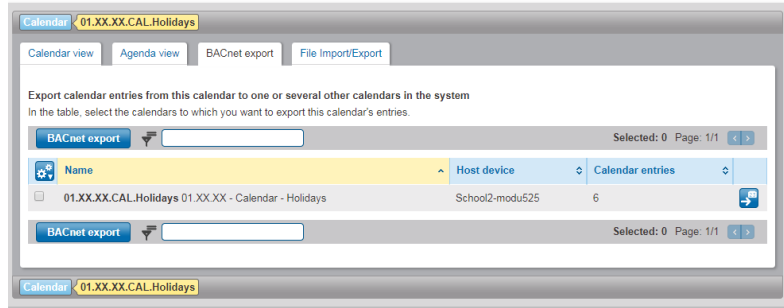 Calendar 01.XX.XX.CAL.Holidays
Calendar view Agenda view BACnet export File Import/Export
Export calendar entries from this calendar to one or several other calendars in the system
In the table, select the calendars to which you want to export this calendar's entries.
BACnet export Selected: 0 Page: 1/1 < >
Name Host device Calendar entries
01.XX.XX.CAL.Holidays 01.XX.XX - Calendar - Holidays School2-modu525 6
BACnet export Selected: 0 Page: 1/1 < >
Calendar 01.XX.XX.CAL.Holidays